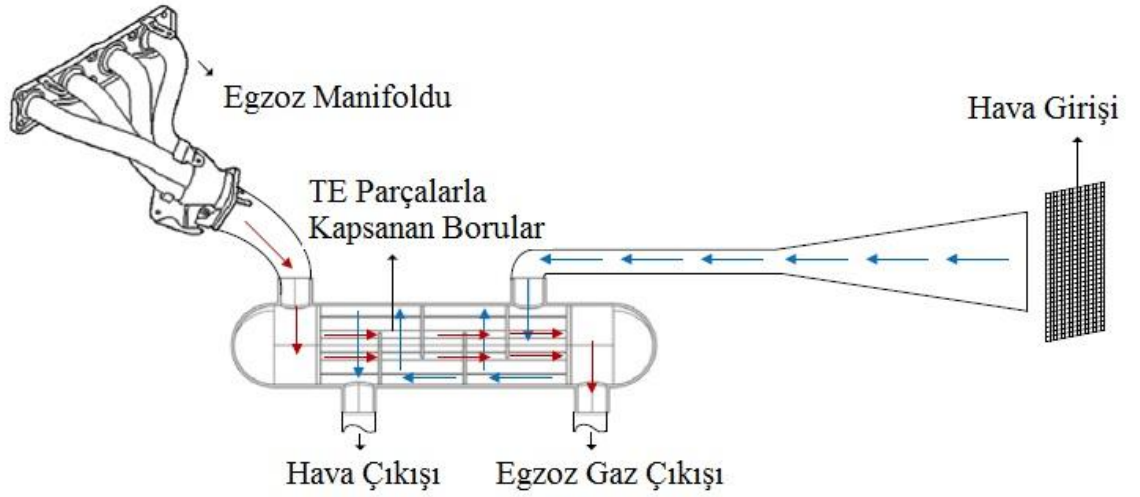 Egzoz Manifoldu
Hava Girişi
TE Parçalarla
Kapsanan Borular
Hava Çıkışı
Egzoz Gaz Çıkışı